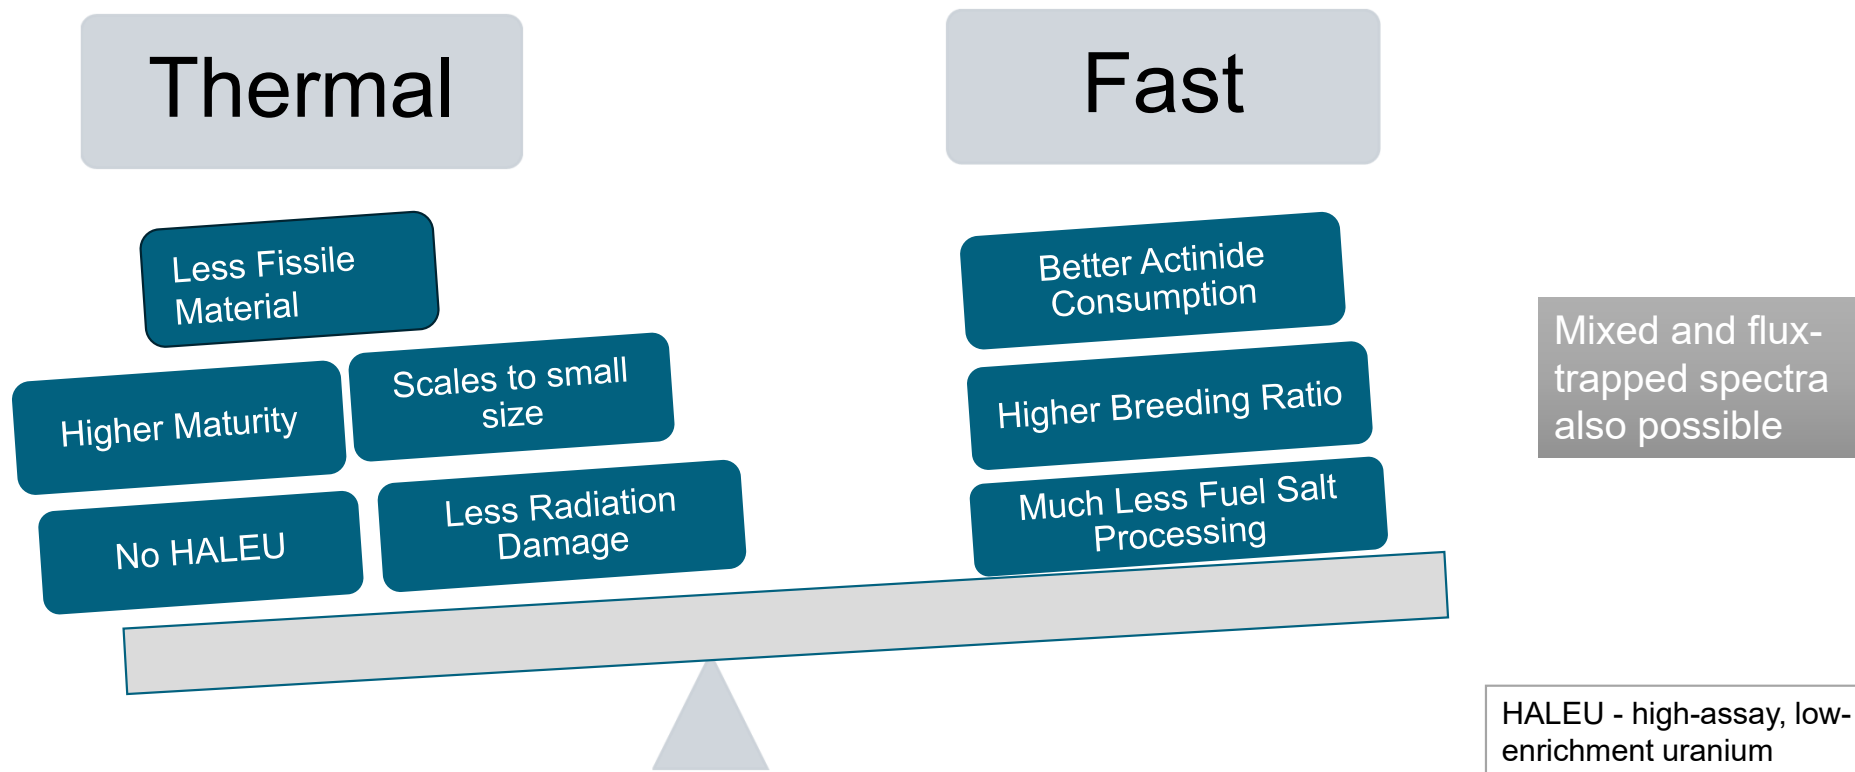 Thermal
Fast
Less Fissile
Material
Higher Maturity
Scales to small
size
No HALEU
Less Radiation
Damage
Better Actinide
Consumption
Higher Breeding Ratio
Much Less Fuel Salt
Processing
Mixed and flux-
trapped spectra
also possible
HALEU - high-assay, low-
enrichment uranium